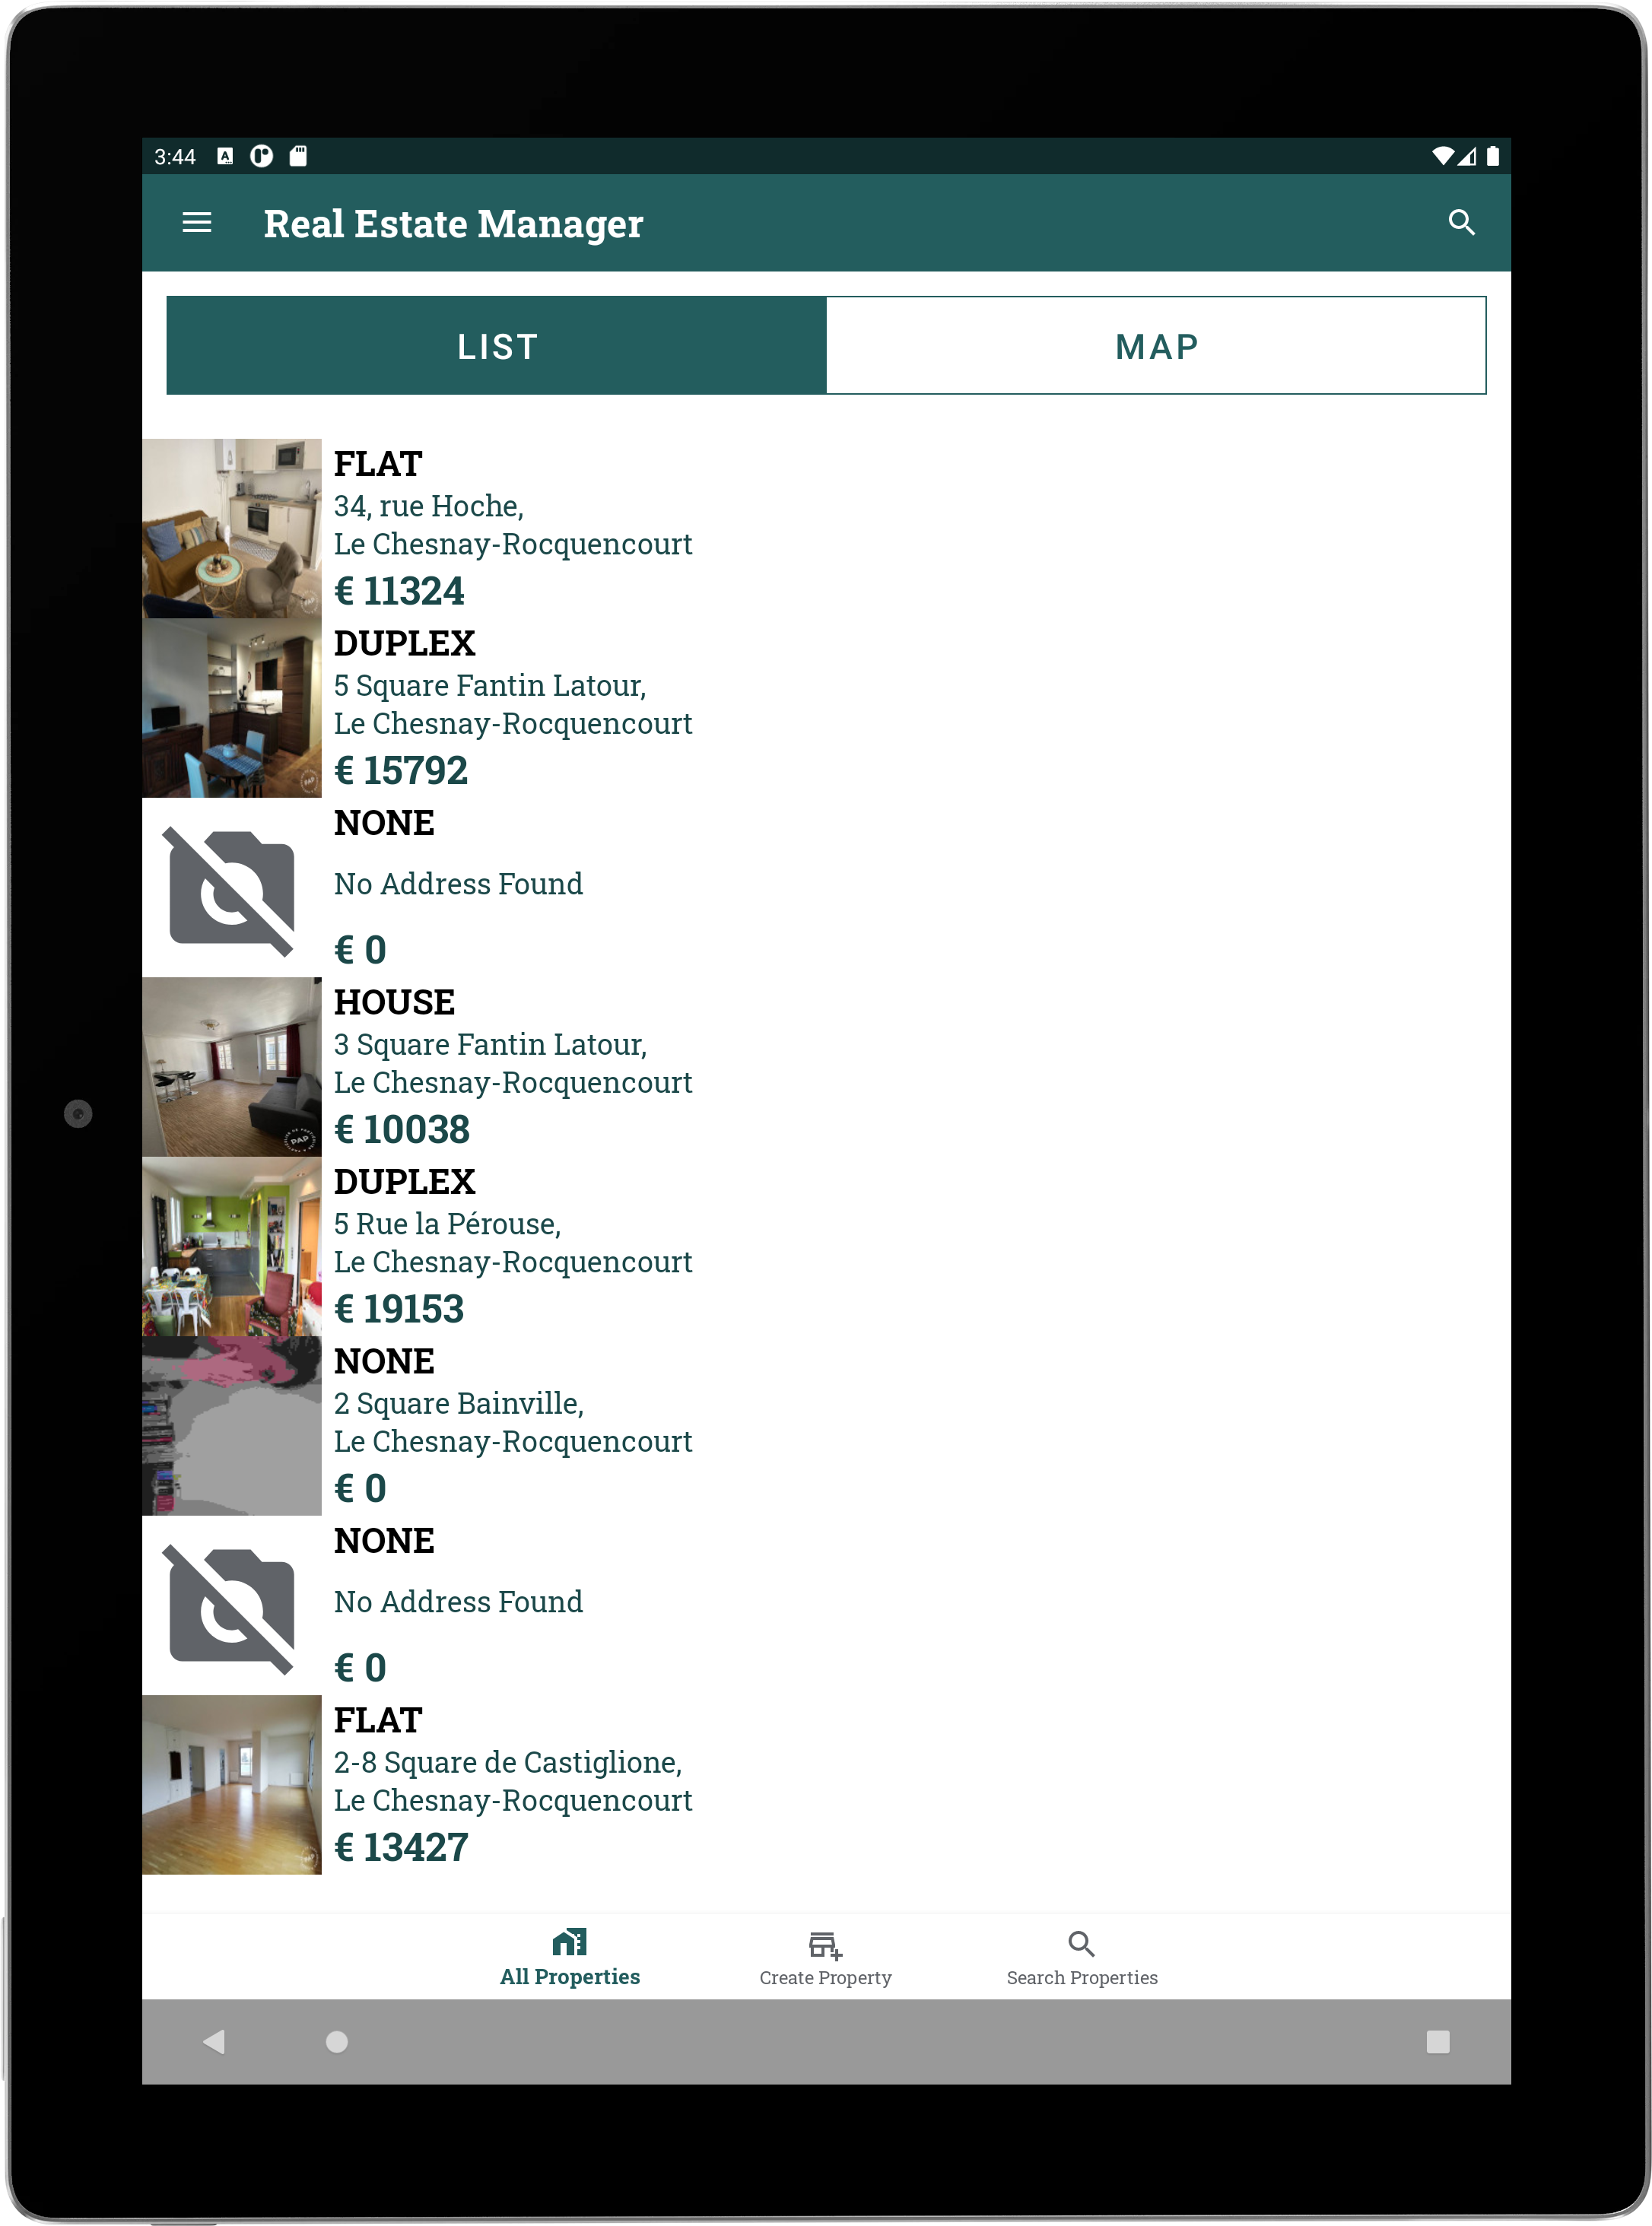 3:44
Real Estate Manager
LIST
MAP
FLAT
34, rue Hoche,
Le Chesnay-Rocquencourt
€ 11324
DUPLEX
5 Square Fantin Latour,
Le Chesnay-Rocquencourt
€ 15792
NONE
No Address Found
€ 0
HOUSE
3 Square Fantin Latour,
Le Chesnay-Rocquencourt
€ 10038
PAP
DUPLEX
5 Rue la Pérouse,
Le Chesnay-Rocquencourt
€ 19153
NONE
2 Square Bainville,
Le Chesnay-Rocquencourt
€ 0
NONE
No Address Found
€ 0
FLAT
2-8 Square de Castiglione,
Le Chesnay-Rocquencourt
€ 13427
All Properties
Create Property
Search Properties